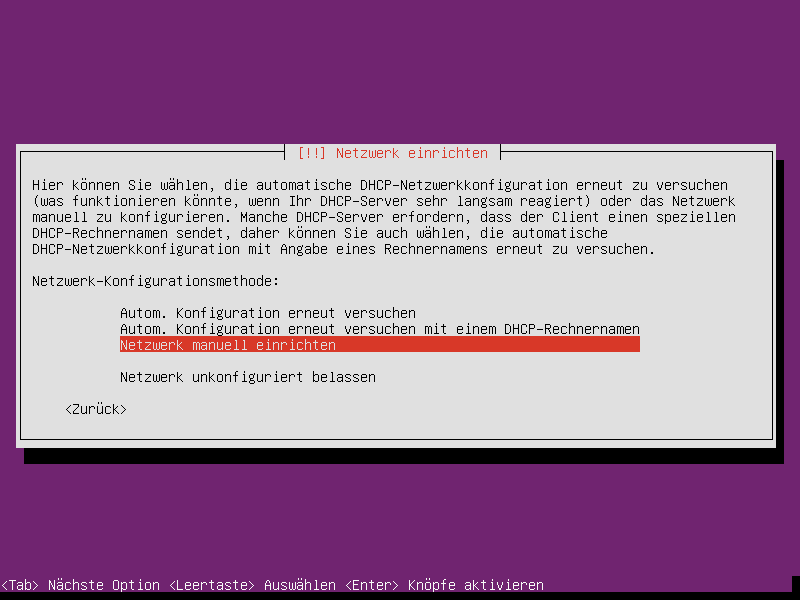 [!!] Netzwerk einrichten
Hier können Sie wählen, die automatische DHCP-Netzwerkkonfiguration erneut zu versuchen
(was funktionieren könnte, wenn Ihr DHCP-Server sehr langsam reagiert) oder das Netzwerk
manuell zu konfigurieren. Manche DHCP-Server erfordern, dass der Client einen speziellen
DHCP-Rechnernamen sendet, daher können Sie auch wählen, die automatische
DHCP-Netzwerkkonfiguration mit Angabe eines Rechnernamens erneut zu versuchen.
Netzwerk-Konfigurationsmethode:
Autom. Konfiguration erneut versuchen
Autom. Konfiguration erneut versuchen mit einem DHCP-Rechnernamen
Netzwerk manuell einrichten
Netzwerk unkonfiguriert belassen
<Zurück>
<Tab> Nächste Option <Leertaste> Auswählen <Enter> Knöpfe aktivieren